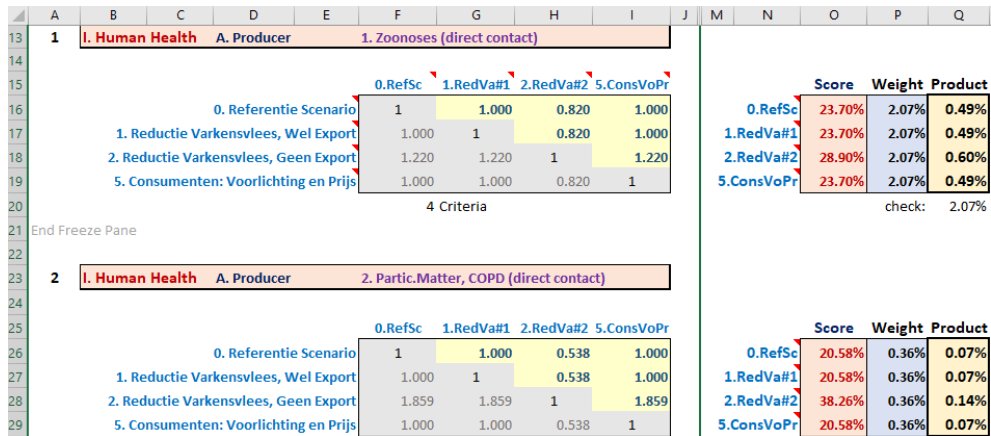 A B C D E F G H I J M N O P Q
13 1 I. Human Health A. Producer 1. Zoonoses (direct contact)
14
15 0.RefSc 1.RedVa#1 2.RedVa#2 5.ConsVoPr Score Weight Product
16 0. Referentie Scenario 1 1.000 0.820 1.000 0.RefSc 23.70% 2.07% 0.49%
17 1. Reductie Varkensvlees, Wel Export 1.000 1 0.820 1.000 1.RedVa#1 23.70% 2.07% 0.49%
18 2. Reductie Varkensvlees, Geen Export 1.220 1.220 1 1.220 2.RedVa#2 28.90% 2.07% 0.60%
19 5. Consumenten: Voorlichting en Prijs 1.000 1.000 0.820 1 5.ConsVoPr 23.70% 2.07% 0.49%
20 4 Criteria check: 2.07%
21 End Freeze Pane
22
23 2 I. Human Health A. Producer 2. Partic.Matter, COPD (direct contact)
24
25 0.RefSc 1.RedVa#1 2.RedVa#2 5.ConsVoPr Score Weight Product
26 0. Referentie Scenario 1 1.000 0.538 1.000 0.RefSc 20.58% 0.36% 0.07%
27 1. Reductie Varkensvlees, Wel Export 1.000 1 0.538 1.000 1.RedVa#1 20.58% 0.36% 0.07%
28 2. Reductie Varkensvlees, Geen Export 1.859 1.859 1 1.859 2.RedVa#2 38.26% 0.36% 0.14%
29 5. Consumenten: Voorlichting en Prijs 1.000 1.000 0.538 1 5.ConsVoPr 20.58% 0.36% 0.07%